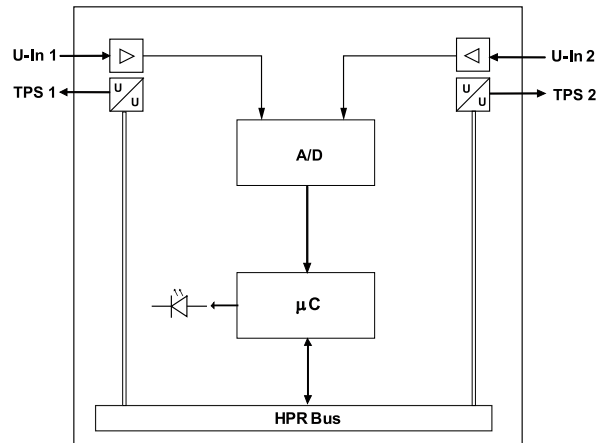 U-In 1
U-In 2
TPS 1
U
U
U
U
TPS 2
A/D
µC
HPR Bus